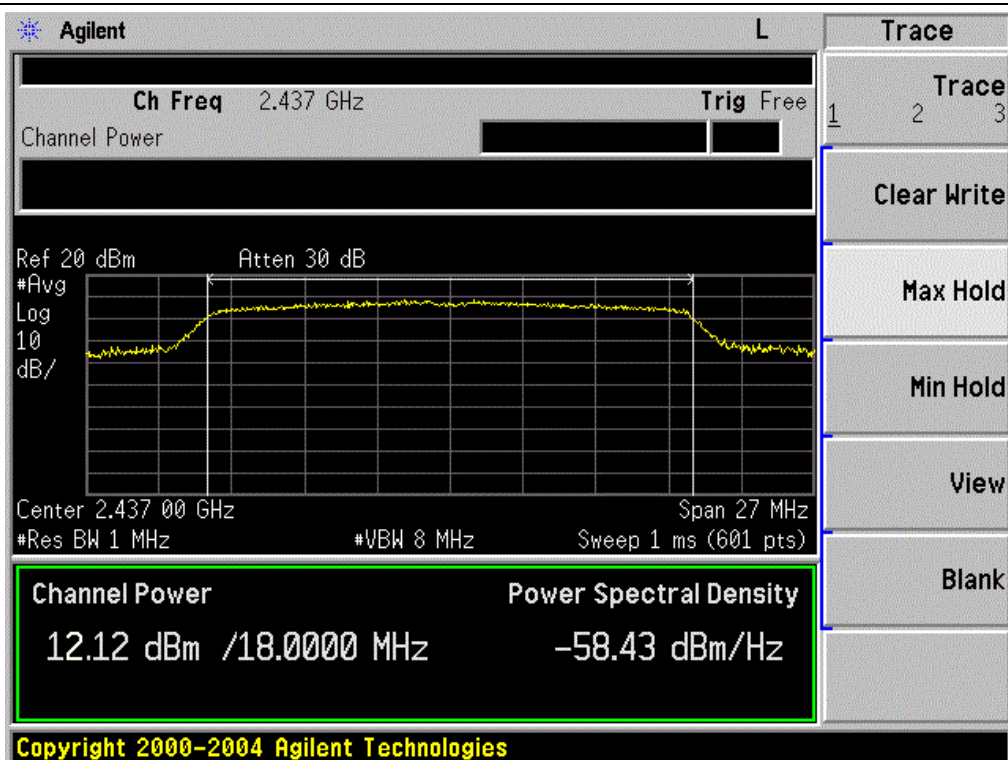 Agilent L Trace
Ch Freq 2.437 GHz Trig Free
Channel Power
Ref 20 dBm Atten 30 dB
#Avg
Log
10
dB/
Center 2.437 00 GHz Span 27 MHz
#Res BW 1 MHz #VBW 8 MHz Sweep 1 ms (601 pts)
Channel Power Power Spectral Density
12.12 dBm /18.0000 MHz -58.43 dBm/Hz
Copyright 2000-2004 Agilent Technologies
Trace
1 2 3
Clear Write
Max Hold
Min Hold
View
Blank